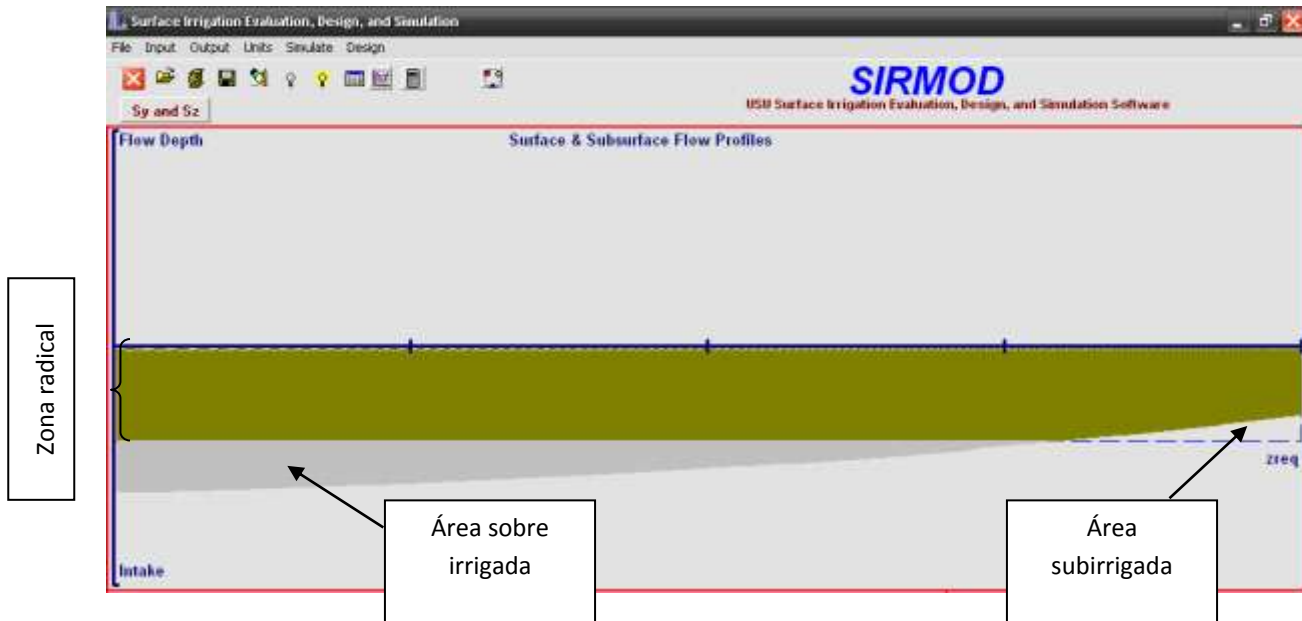 Surface Irrigation Evaluation, Design, and Simulation
File Input Output Units Simulate Design
SIRMOD
USU Surface Irrigation Evaluation, Design, and Simulation Software
Sy and Sz
Flow Depth
Surface & Subsurface Flow Profiles
Zona radical
zreq
Área sobre
irrigada
Área
subirrigada
Intake